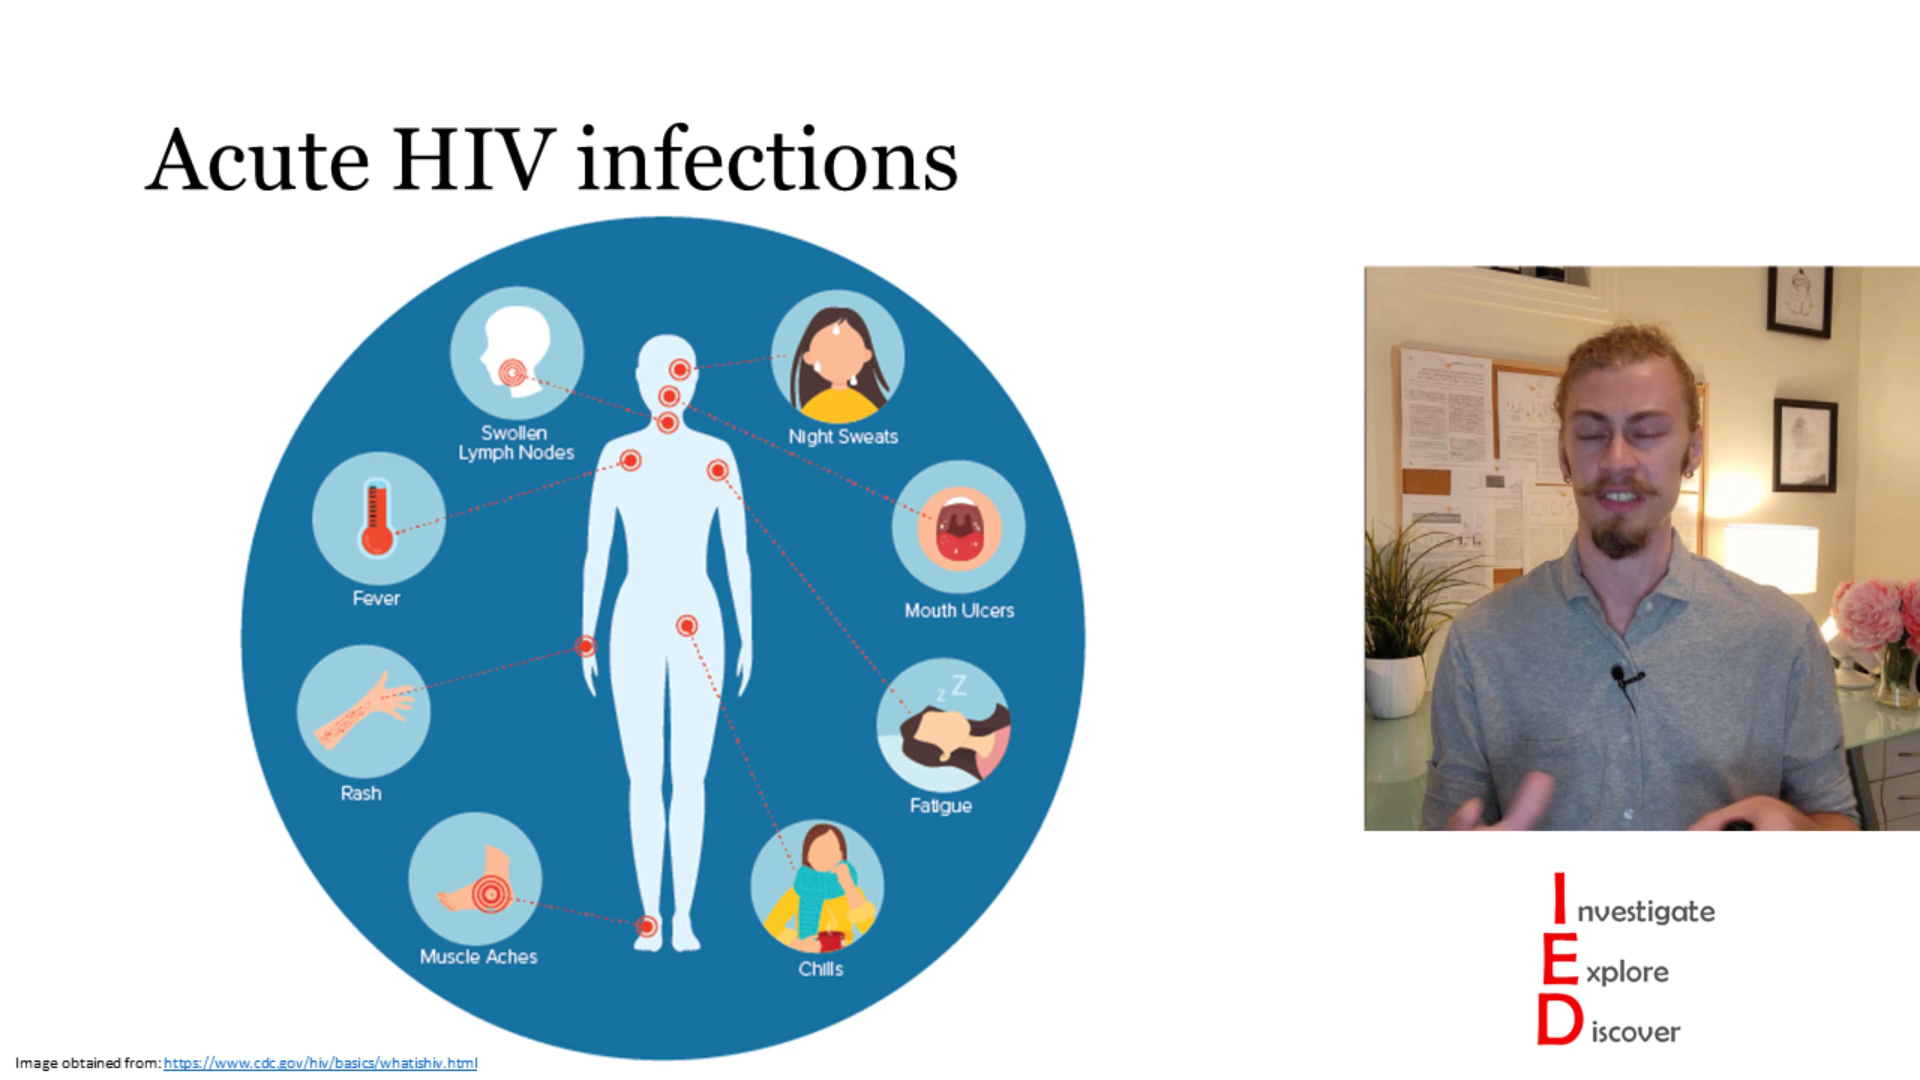 Acute HIV infections
Swollen
Lymph Nodes
Night Sweats
Fever
Mouth Ulcers
Rash
z Z
Fatigue
Muscle Aches
Chills
Investigate
Explore
Discover
Image obtained from: https://www.cdc.gov/hiv/basics/whatishiv.html